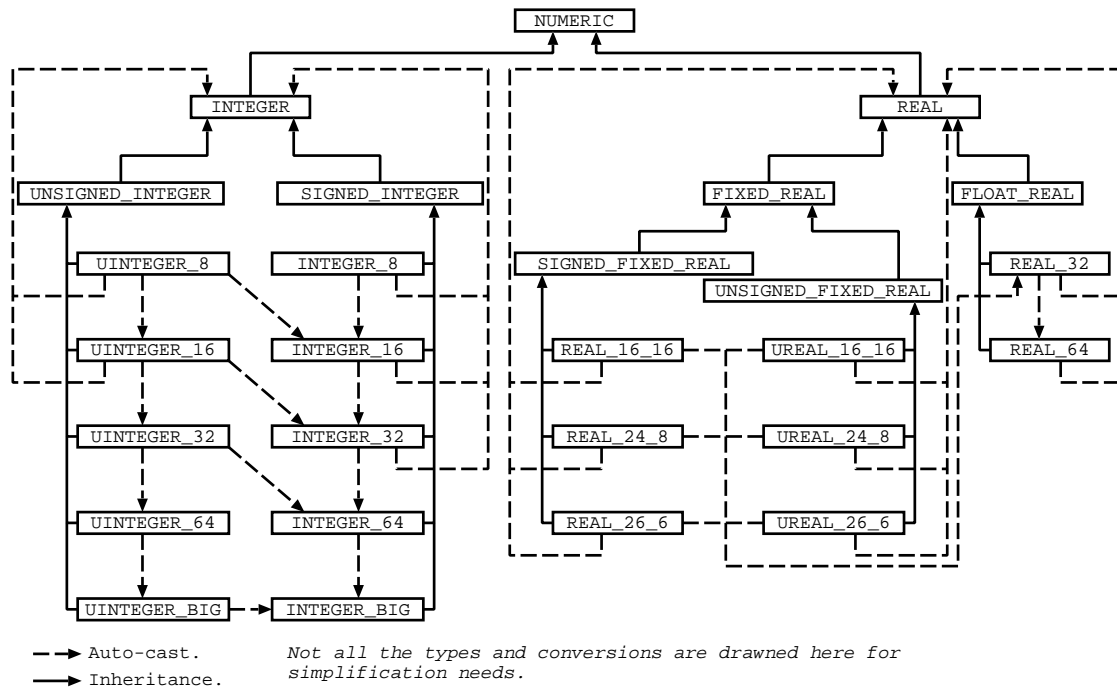 NUMERIC
INTEGER
REAL
UNSIGNED_INTEGER
SIGNED_INTEGER
FIXED_REAL
FLOAT_REAL
UINTEGER_8
INTEGER_8
SIGNED_FIXED_REAL
REAL_32
UNSIGNED_FIXED_REAL
UINTEGER_16
INTEGER_16
REAL_16_16
UREAL_16_16
REAL_64
UINTEGER_32
INTEGER_32
REAL_24_8
UREAL_24_8
UINTEGER_64
INTEGER_64
REAL_26_6
UREAL_26_6
UINTEGER_BIG
INTEGER_BIG
Auto-cast.
Inheritance.
Not all the types and conversions are drawned here for
simplification needs.